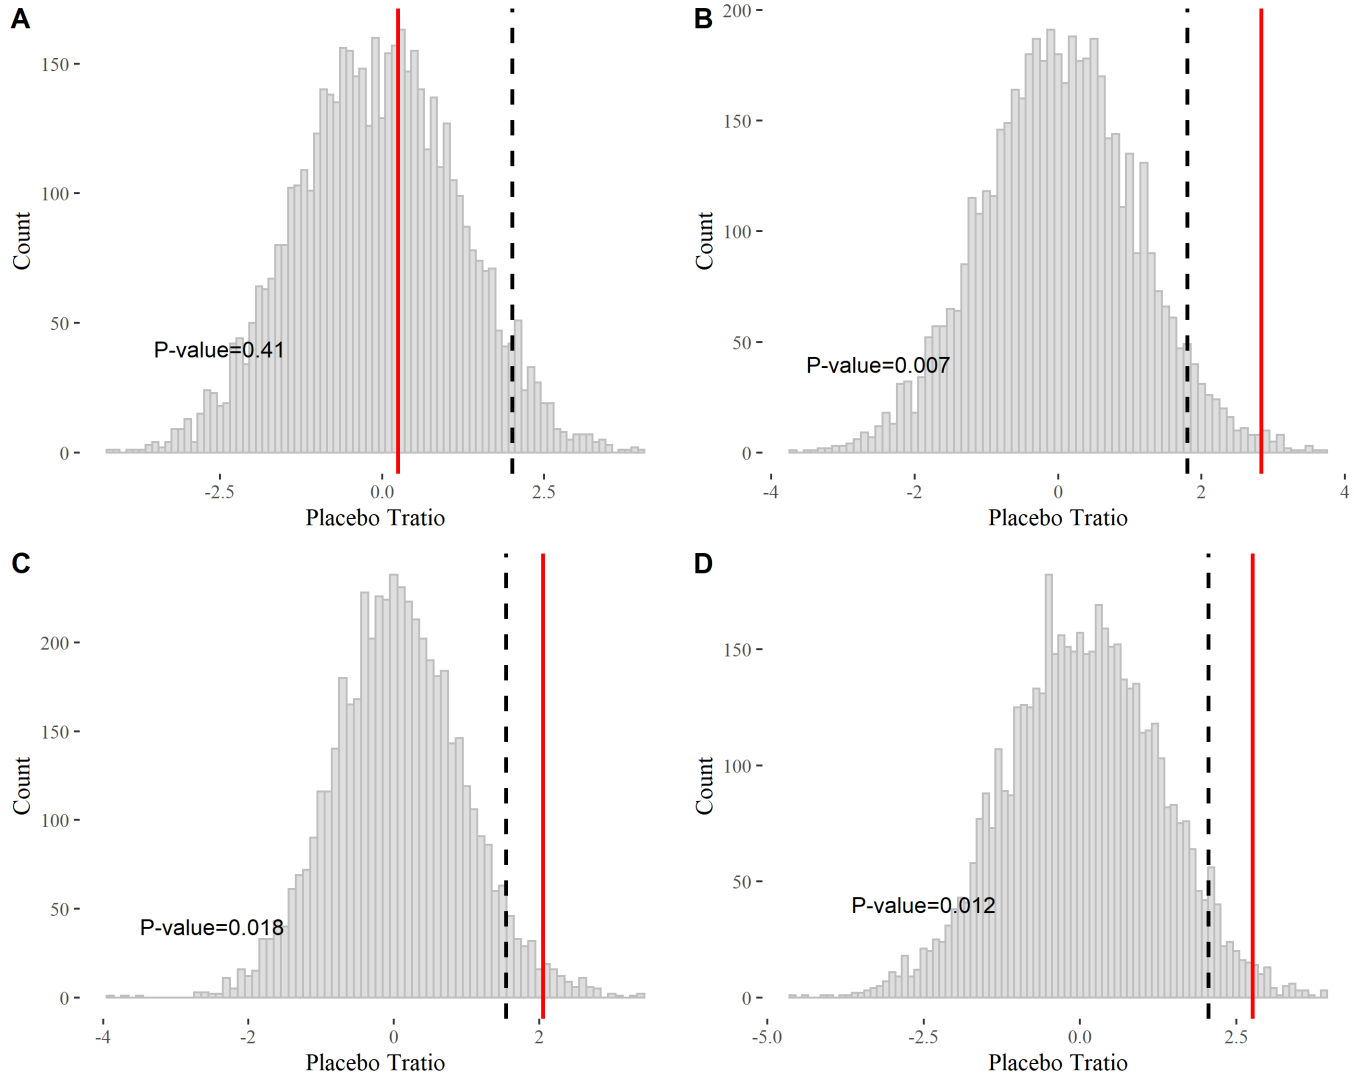 A
Count
150
100
50
0
P-value=0.41
-2.5 0.0 2.5
Placebo Tratio
B
Count
200
150
100
50
0
P-value=0.007
-4 -2 0 2 4
Placebo Tratio
C
Count
200
150
100
50
0
P-value=0.018
-4 -2 0 2
Placebo Tratio
D
Count
150
100
50
0
P-value=0.012
-5.0 -2.5 0.0 2.5
Placebo Tratio